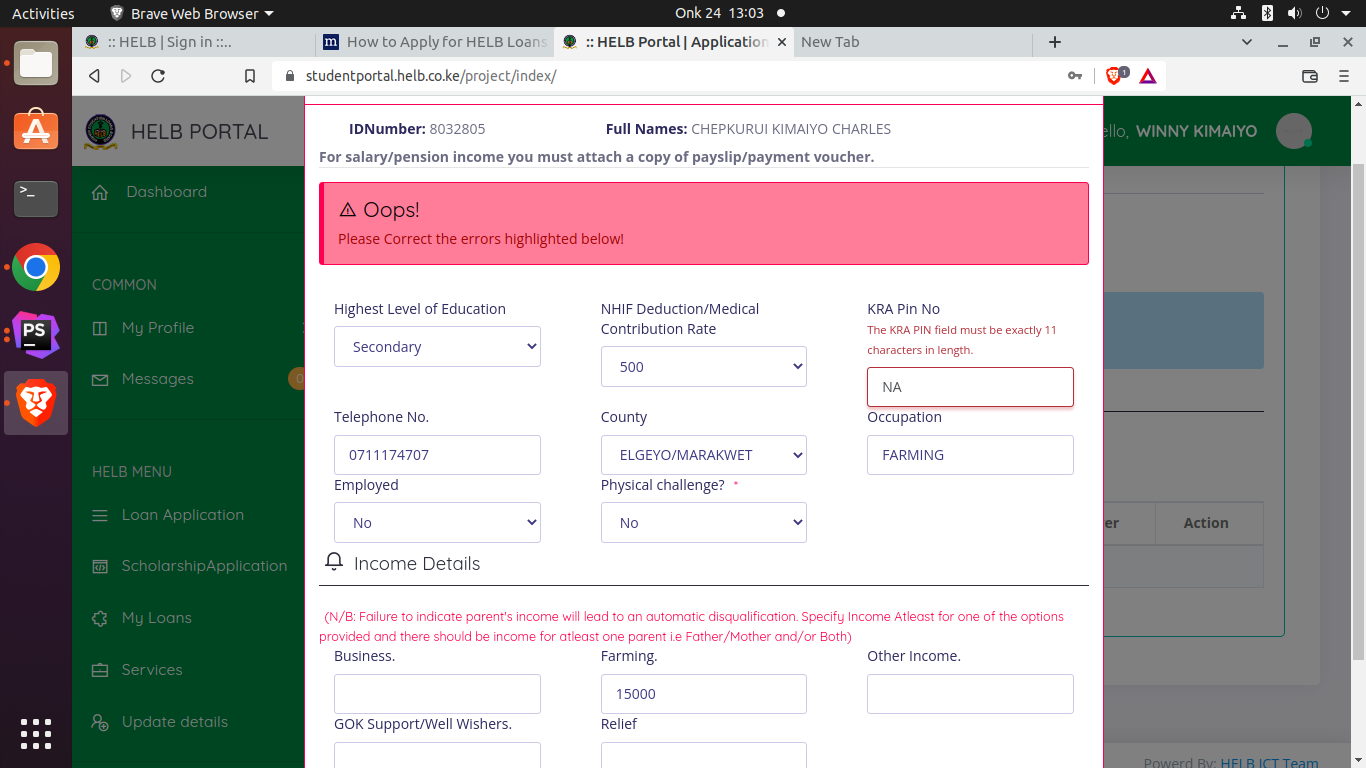 Activities
Brave Web Browser
Onk 24 13:03
:: HELB | Sign in ::..
How to Apply for HELB Loans
:: HELB Portal | Application
New Tab
studentportal.helb.co.ke/project/index/
1
HELB PORTAL
ello, WINNY KIMAIYO
Dashboard
COMMON
My Profile
Messages
0
HELB MENU
Loan Application
ScholarshipApplication
My Loans
Services
Update details
IDNumber: 8032805
Full Names: CHEPKURUI KIMAIYO CHARLES
For salary/pension income you must attach a copy of payslip/payment voucher.
Oops!
Please Correct the errors highlighted below!
Highest Level of Education
Secondary
NHIF Deduction/Medical
Contribution Rate
500
KRA Pin No
The KRA PIN field must be exactly 11
characters in length.
NA
Telephone No.
0711174707
County
ELGEYO/MARAKWET
Occupation
FARMING
Employed
No
Physical challenge? *
No
Income Details
(N/B: Failure to indicate parent's income will lead to an automatic disqualification. Specify Income Atleast for one of the options
provided and there should be income for atleast one parent i.e Father/Mother and/or Both)
Business.
Farming.
15000
Other Income.
GOK Support/Well Wishers.
Relief
er
Action
Powerd By: HELB ICT Team
PS
>_